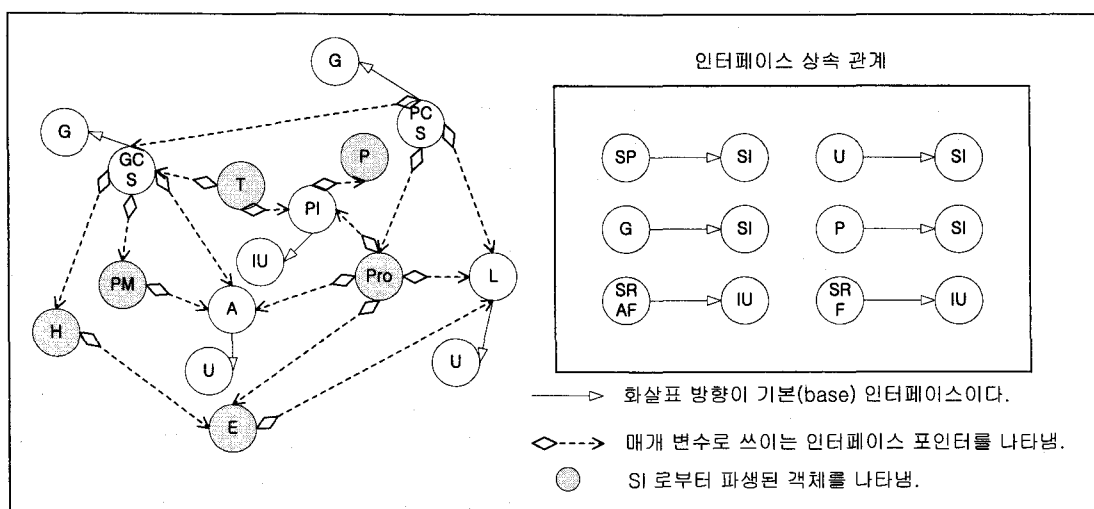 G
PC
S
G
GC
S
T
P
PI
IU
PM
Pro
L
A
H
U
U
E
인터페이스 상속 관계
SP
SI
U
SI
G
SI
P
SI
SR
AF
IU
SR
F
IU
화살표 방향이 기본(base) 인터페이스이다.
매개 변수로 쓰이는 인터페이스 포인터를 나타냄.
SI 로부터 파생된 객체를 나타냄.